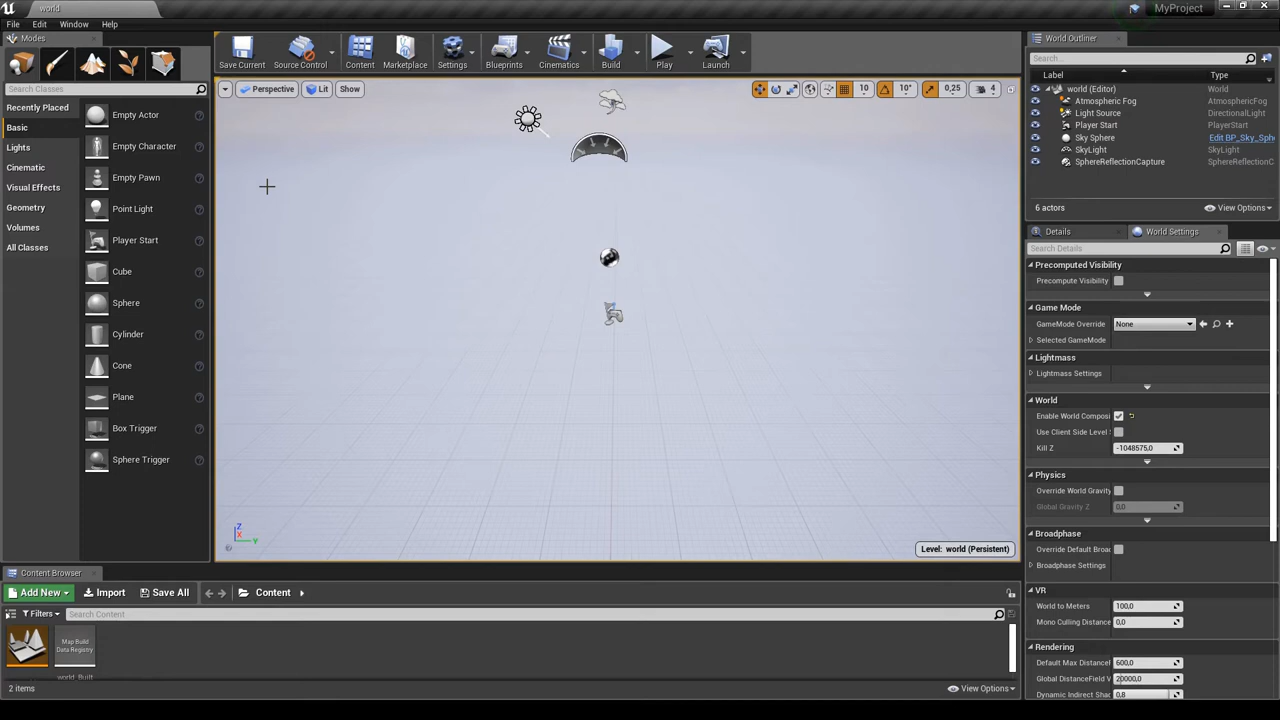 world
MyProject
File Edit Window Help
Modes
Search Classes
Recently Placed
Basic
Lights
Cinematic
Visual Effects
Geometry
Volumes
All Classes
Empty Actor
Empty Character
Empty Pawn
Point Light
Player Start
Cube
Sphere
Cylinder
Cone
Plane
Box Trigger
Sphere Trigger
Save Current Source Control Content Marketplace Settings Blueprints Cinematics Build Play Launch
Perspective Lit Show
10 10° 0,25 4
Z
X
Y
Level: world (Persistent)
World Outliner
Search...
Label Type
world (Editor) World
Atmospheric Fog AtmosphericFog
Light Source DirectionalLight
Player Start PlayerStart
Sky Sphere Edit BP_Sky_Sph
SkyLight SkyLight
SphereReflectionCapture SphereReflectionC
6 actors View Options
Details World Settings
Search Details
Precomputed Visibility
Precompute Visibility
Game Mode
GameMode Override None
Selected GameMode
Lightmass
Lightmass Settings
World
Enable World Composi
Use Client Side Level
Kill Z -1048575,0
Physics
Override World Gravity
Global Gravity Z 0,0
Broadphase
Override Default Broa
Broadphase Settings
VR
World to Meters 100,0
Mono Culling Distance 0,0
Rendering
Default Max Distance 600,0
Global DistanceField V 20000,0
Dynamic Indirect Sha 0,8
Content Browser
Add New Import Save All Content
Filters Search Content
Map Build
Data Registry
world_Built
2 items View Options